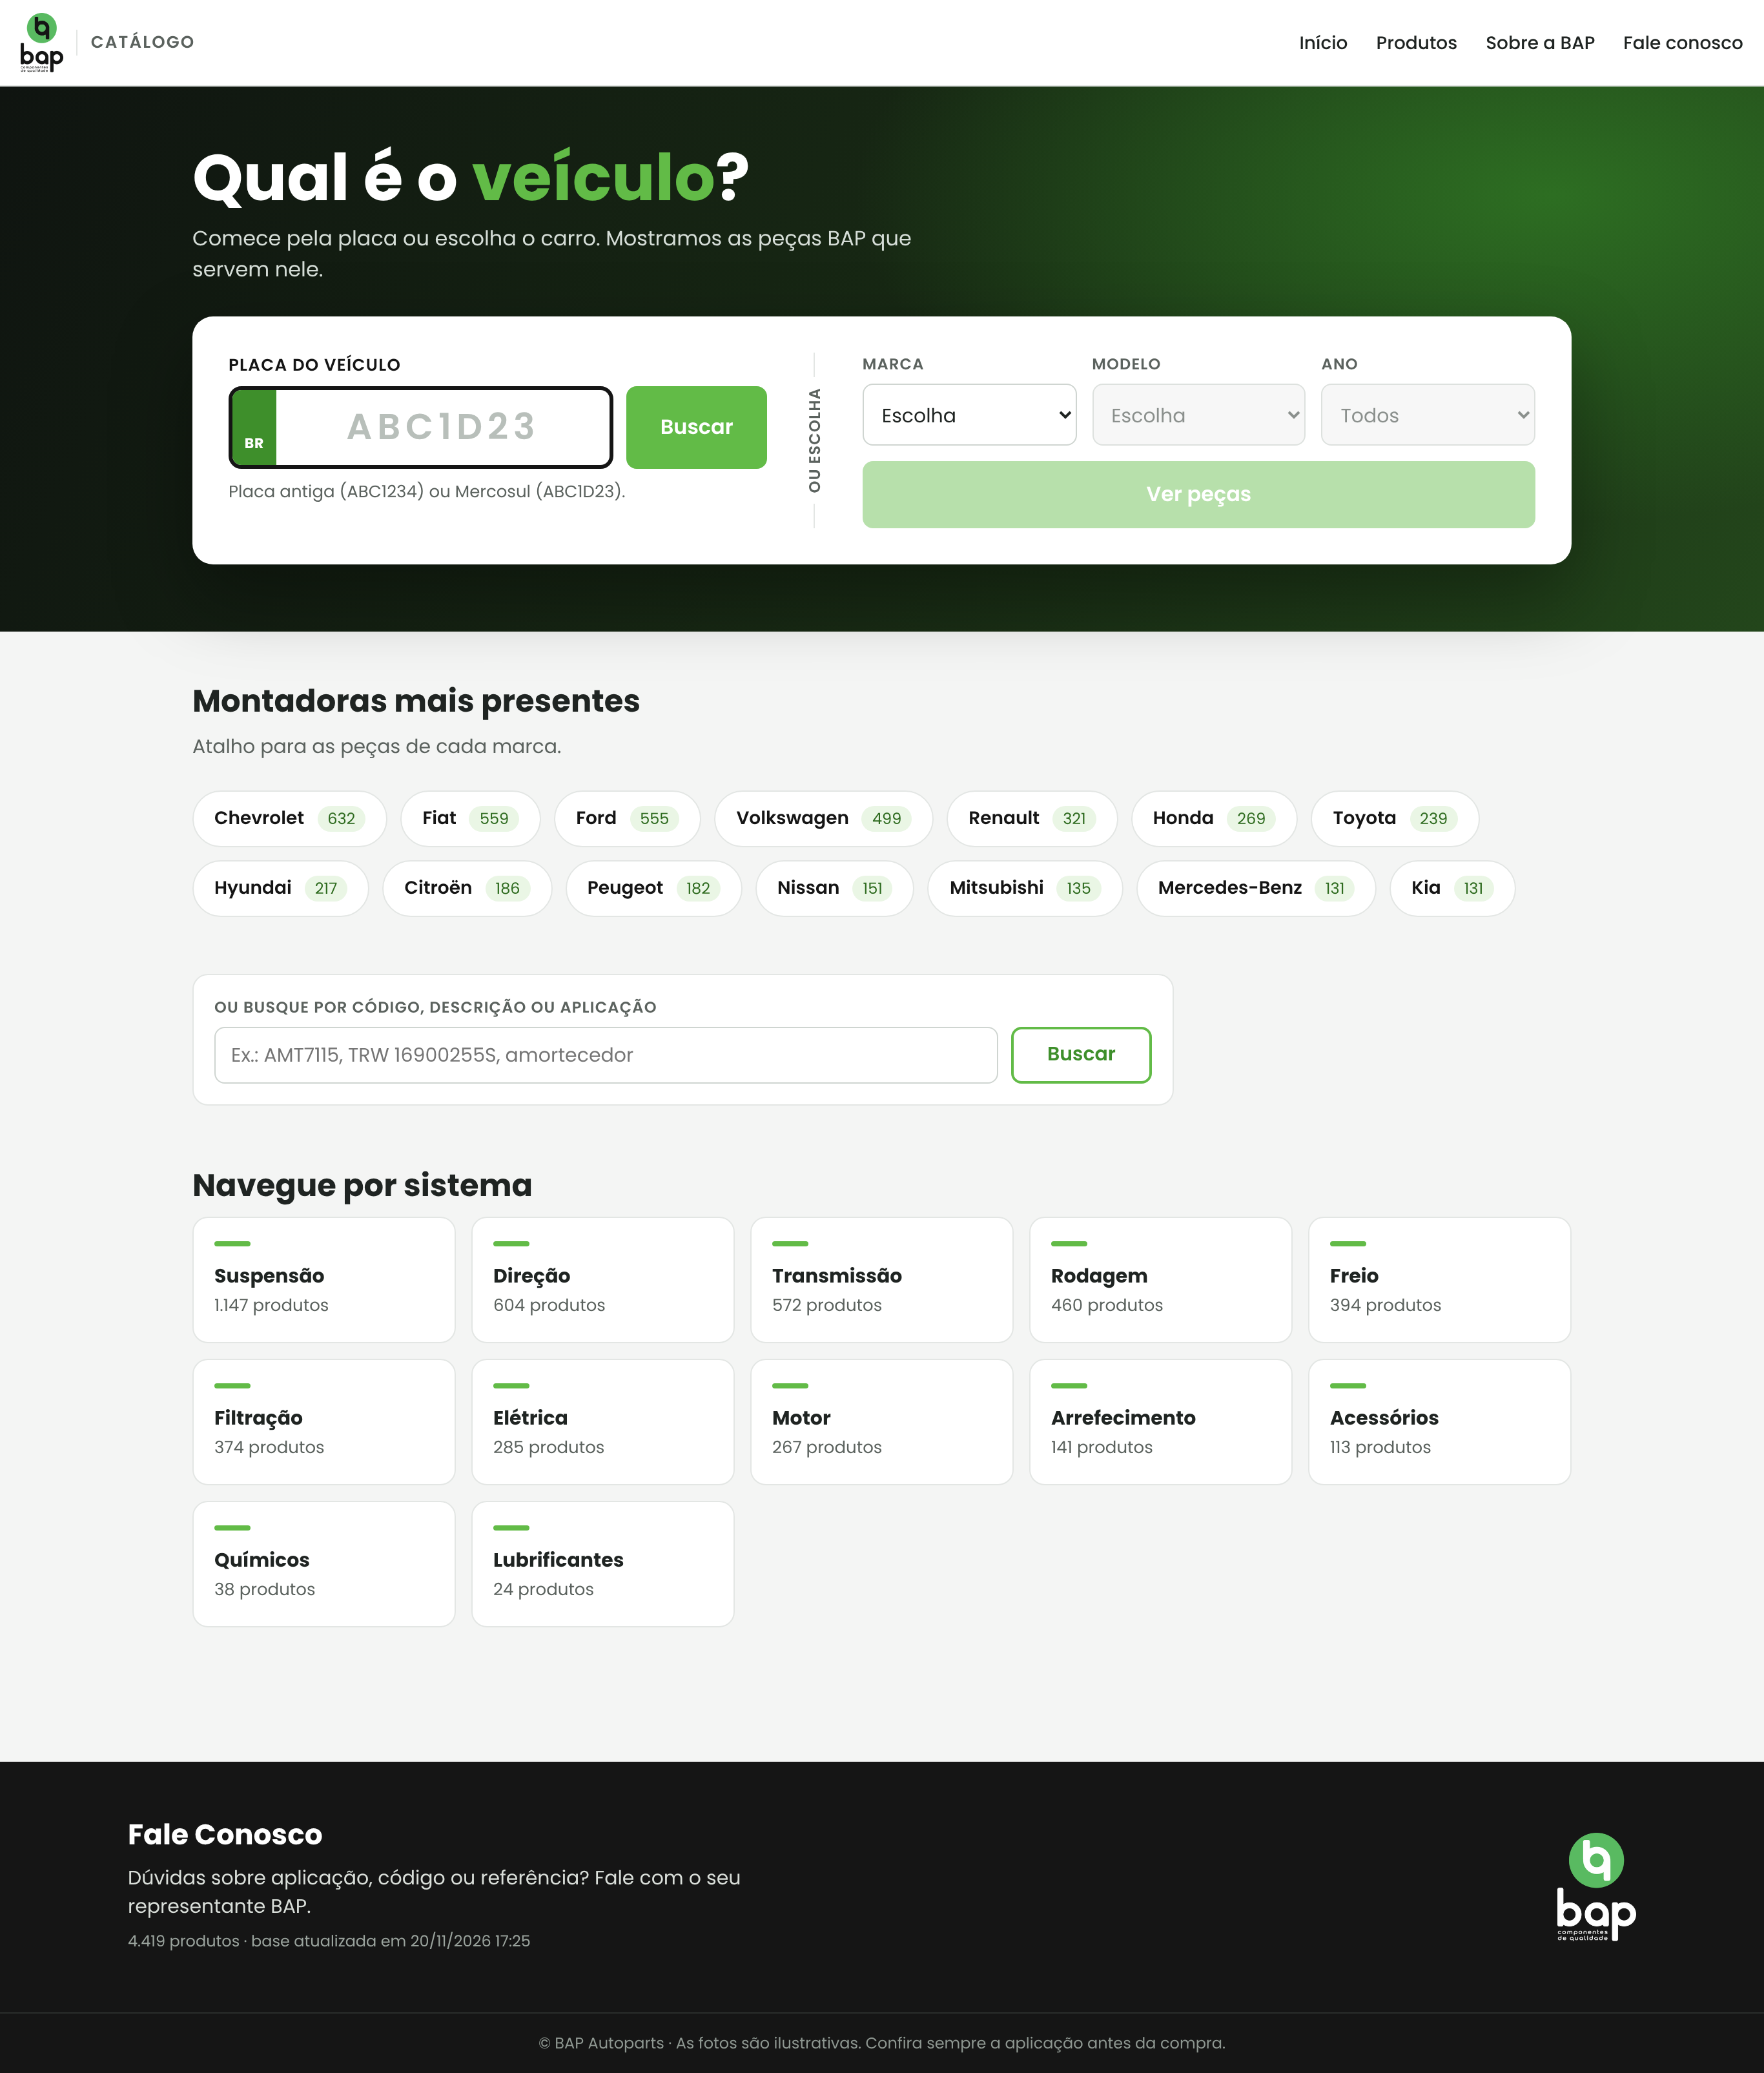 bap
componentes
de qualidade
CATÁLOGO
Início
Produtos
Sobre a BAP
Fale conosco
Qual é o veículo?
Comece pela placa ou escolha o carro. Mostramos as peças BAP que
servem nele.
PLACA DO VEÍCULO
BR
ABC1D23
Buscar
Placa antiga (ABC1234) ou Mercosul (ABC1D23).
OU ESCOLHA
MARCA
MODELO
ANO
Escolha
Escolha
Todos
Ver peças
Montadoras mais presentes
Atalho para as peças de cada marca.
Chevrolet 632
Fiat 559
Ford 555
Volkswagen 499
Renault 321
Honda 269
Toyota 239
Hyundai 217
Citroën 186
Peugeot 182
Nissan 151
Mitsubishi 135
Mercedes-Benz 131
Kia 131
OU BUSQUE POR CÓDIGO, DESCRIÇÃO OU APLICAÇÃO
Ex.: AMT7115, TRW 16900255S, amortecedor
Buscar
Navegue por sistema
Suspensão
1.147 produtos
Direção
604 produtos
Transmissão
572 produtos
Rodagem
460 produtos
Freio
394 produtos
Filtração
374 produtos
Elétrica
285 produtos
Motor
267 produtos
Arrefecimento
141 produtos
Acessórios
113 produtos
Químicos
38 produtos
Lubrificantes
24 produtos
Fale Conosco
Dúvidas sobre aplicação, código ou referência? Fale com o seu
representante BAP.
4.419 produtos · base atualizada em 20/11/2026 17:25
bap
componentes
de qualidade
© BAP Autoparts · As fotos são ilustrativas. Confira sempre a aplicação antes da compra.